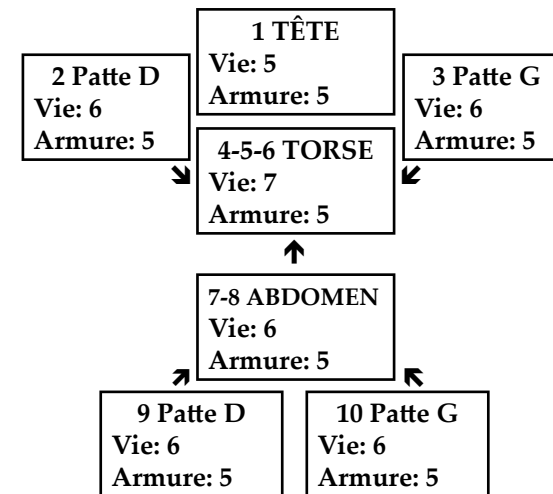 1 TÊTE
Vie: 5
Armure: 5
2 Patte D
Vie: 6
Armure: 5
3 Patte G
Vie: 6
Armure: 5
4-5-6 TORSE
Vie: 7
Armure: 5
7-8 ABDOMEN
Vie: 6
Armure: 5
9 Patte D
Vie: 6
Armure: 5
10 Patte G
Vie: 6
Armure: 5